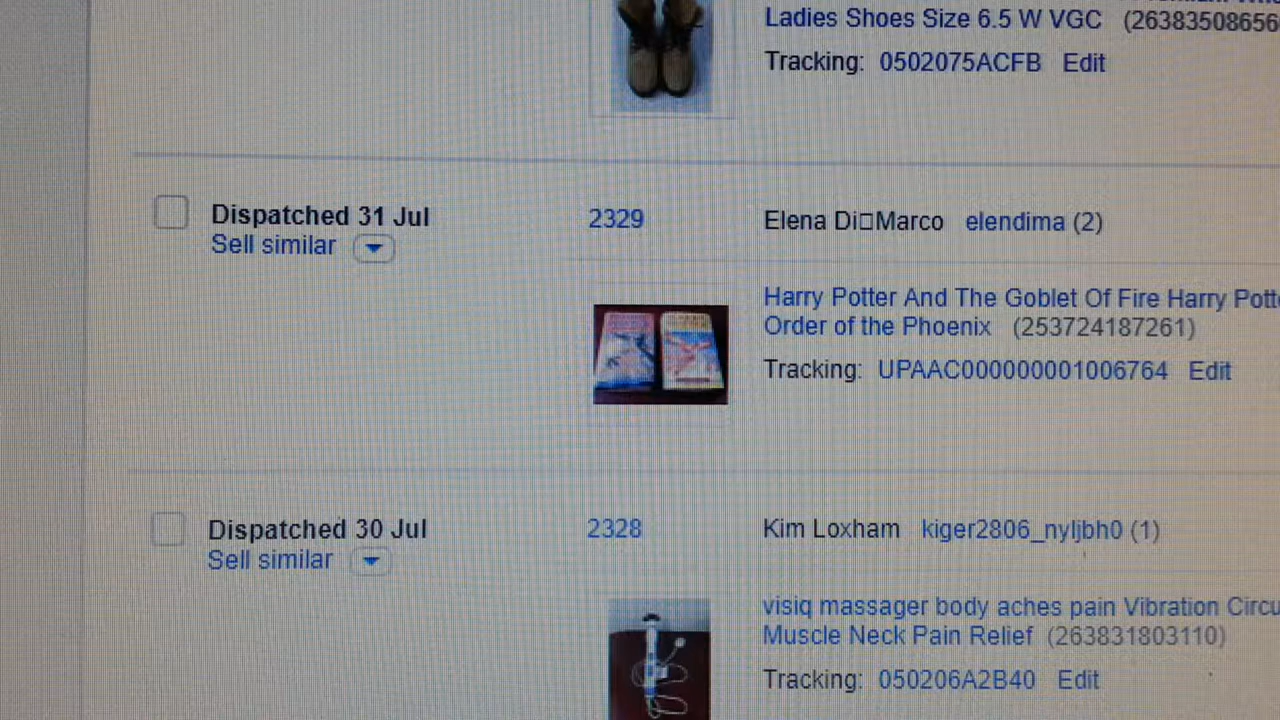 Ladies Shoes Size 6.5 W VGC (26383508656
Tracking: 0502075ACFB Edit
Dispatched 31 Jul 2329 Elena Di□Marco elendima (2)
Sell similar
Harry Potter And The Goblet Of Fire Harry Pott
Order of the Phoenix (253724187261)
Tracking: UPAAC000000001006764 Edit
Dispatched 30 Jul 2328 Kim Loxham kiger2806_nyljbh0 (1)
Sell similar
visiq massager body aches pain Vibration Circu
Muscle Neck Pain Relief (263831803110)
Tracking: 050206A2B40 Edit